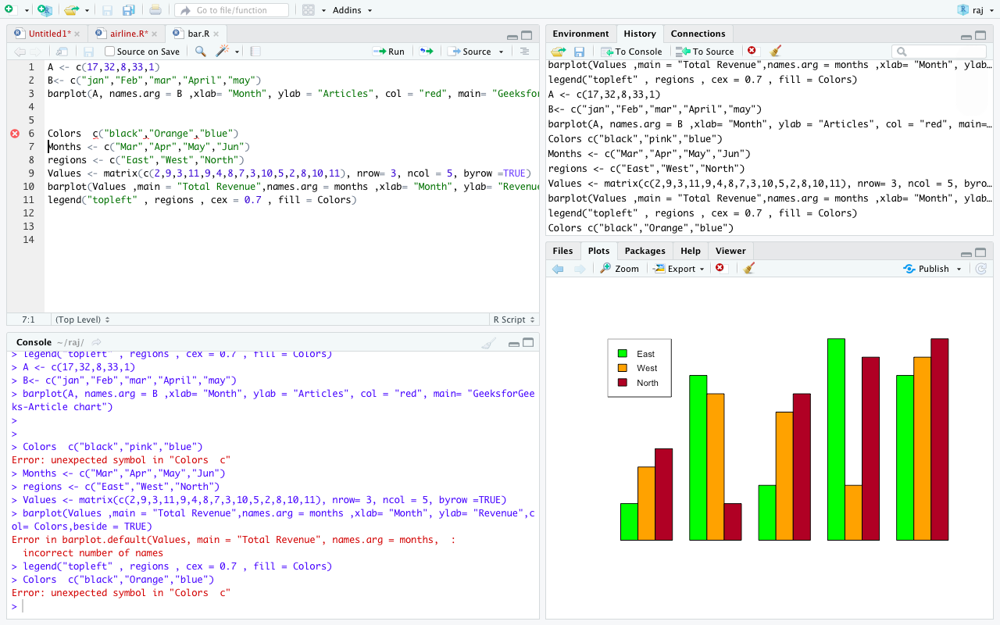 Go to file/function
Addins
raj
Untitled1*
airline.R*
bar.R
Source on Save
Run
Source
1 A <- c(17,32,8,33,1)
2 B<- c("jan","Feb","mar","April","may")
3 barplot(A, names.arg = B ,xlab= "Month", ylab = "Articles", col = "red", main= "Geeksfor
4
5
6 Colors  c("black","Orange","blue")
7 Months <- c("Mar","Apr","May","Jun")
8 regions <- c("East","West","North")
9 Values <- matrix(c(2,9,3,11,9,4,8,7,3,10,5,2,8,10,11), nrow= 3, ncol = 5, byrow =TRUE)
10 barplot(Values ,main = "Total Revenue",names.arg = months ,xlab= "Month", ylab= "Revenue
11 legend("topleft" , regions , cex = 0.7 , fill = Colors)
12
13
14
7:1
(Top Level)
R Script
Console ~/raj/
> legend("topleft" , regions , cex = 0.7 , fill = Colors)
> A <- c(17,32,8,33,1)
> B<- c("jan","Feb","mar","April","may")
> barplot(A, names.arg = B ,xlab= "Month", ylab = "Articles", col = "red", main= "GeeksforGee
ks-Article chart")
>
>
> Colors  c("black","pink","blue")
Error: unexpected symbol in "Colors  c"
> Months <- c("Mar","Apr","May","Jun")
> regions <- c("East","West","North")
> Values <- matrix(c(2,9,3,11,9,4,8,7,3,10,5,2,8,10,11), nrow= 3, ncol = 5, byrow =TRUE)
> barplot(Values ,main = "Total Revenue",names.arg = months ,xlab= "Month", ylab= "Revenue",c
ol= Colors,beside = TRUE)
Error in barplot.default(Values, main = "Total Revenue", names.arg = months,  :
  incorrect number of names
> legend("topleft" , regions , cex = 0.7 , fill = Colors)
> Colors  c("black","Orange","blue")
Error: unexpected symbol in "Colors  c"
>
Environment
History
Connections
To Console
To Source
barplot(Values ,main = "Total Revenue",names.arg = months ,xlab= "Month", ylab…
legend("topleft" , regions , cex = 0.7 , fill = Colors)
A <- c(17,32,8,33,1)
B<- c("jan","Feb","mar","April","may")
barplot(A, names.arg = B ,xlab= "Month", ylab = "Articles", col = "red", main=…
Colors c("black","pink","blue")
Months <- c("Mar","Apr","May","Jun")
regions <- c("East","West","North")
Values <- matrix(c(2,9,3,11,9,4,8,7,3,10,5,2,8,10,11), nrow= 3, ncol = 5, byro…
barplot(Values ,main = "Total Revenue",names.arg = months ,xlab= "Month", ylab…
legend("topleft" , regions , cex = 0.7 , fill = Colors)
Colors c("black","Orange","blue")
Files
Plots
Packages
Help
Viewer
Zoom
Export
Publish
East
West
North